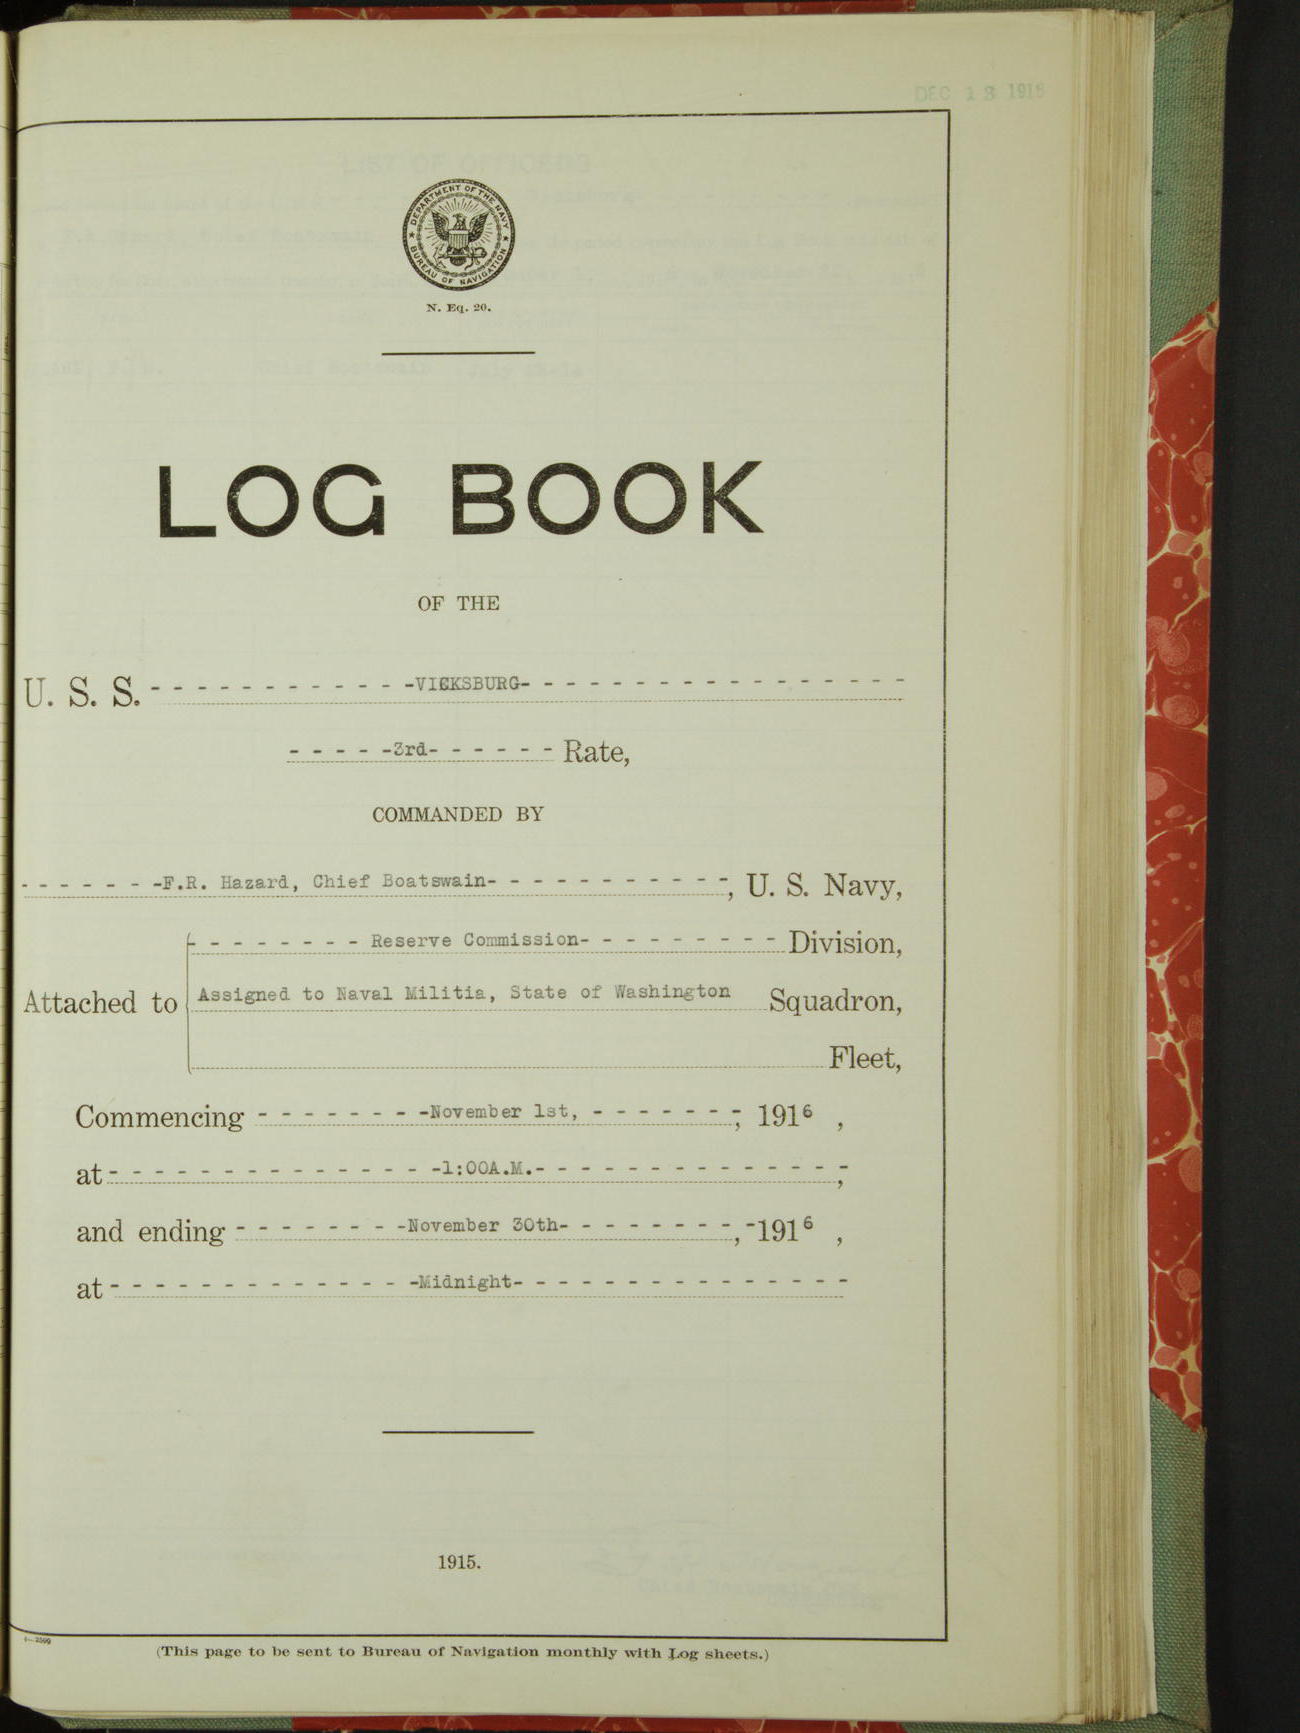 DEC 13 1916
DEPARTMENT OF THE NAVY
BUREAU OF NAVIGATION
N. Eq. 20.
LOG BOOK
OF THE
U. S. S. - - - - - - - - - - - -VICKSBURG- - - - - - - - - - - - - - - - - -
- - - - -3rd- - - - - - Rate,
COMMANDED BY
- - - - - - -F.R. Hazard, Chief Boatswain- - - - - - - - - - - -, U. S. Navy,
- - - - - - - - Reserve Commission- - - - - - - - - Division,
Attached to Assigned to Naval Militia, State of Washington Squadron,
Fleet,
Commencing - - - - - - - -November 1st, - - - - - - -, 1916 ,
at - - - - - - - - - - - - - - -1:00A.M.- - - - - - - - - - - - - - -,
and ending - - - - - - - -November 30th- - - - - - - - -, -1916 ,
at - - - - - - - - - - - - - -Midnight- - - - - - - - - - - - - - - -
1915.
(This page to be sent to Bureau of Navigation monthly with Log sheets.)